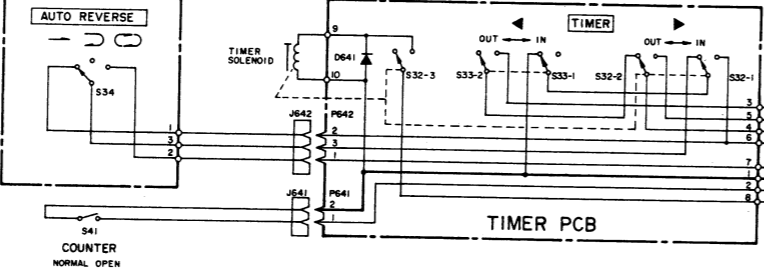 AUTO REVERSE
S34
1
3
2
TIMER SOLENOID
9
10
D641
S32-3
◀ TIMER ▶
OUT ↔ IN
S33-2
S33-1
OUT ↔ IN
S32-2
S32-1
J642
P642
2
3
1
3
5
4
6
7
1
2
8
J641
P641
2
1
S41
COUNTER
NORMAL OPEN
TIMER PCB